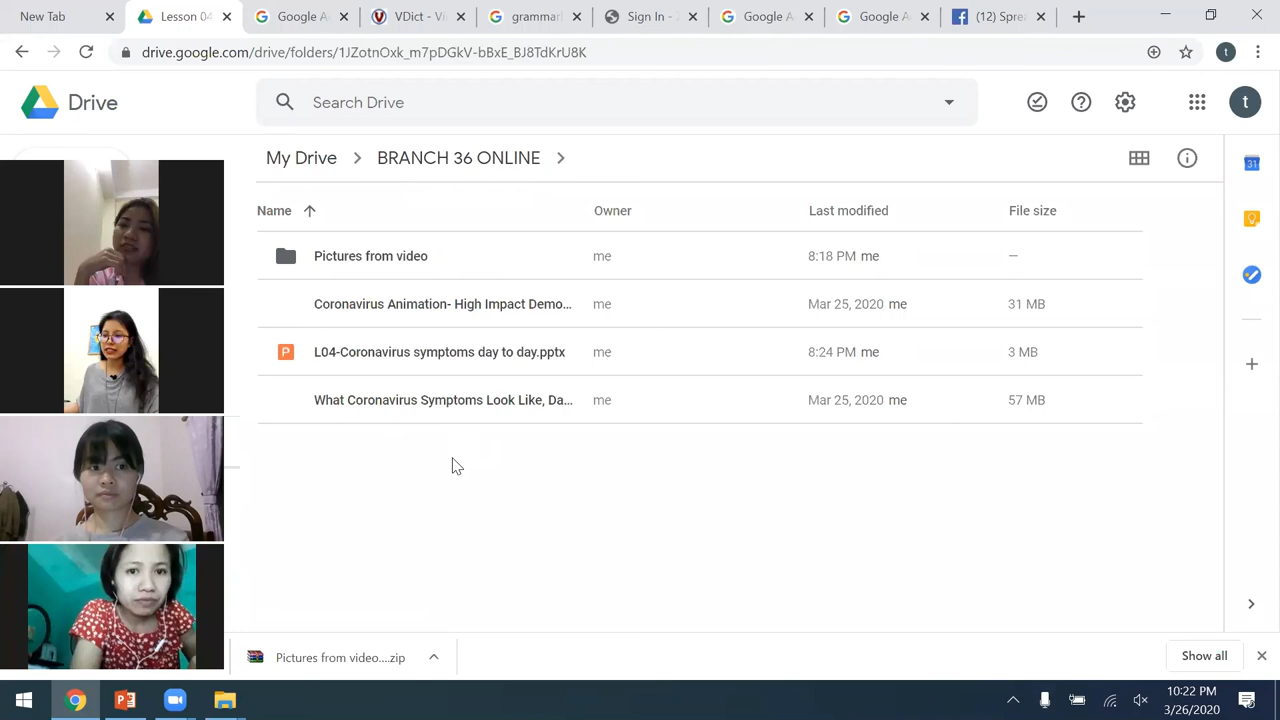 New Tab
Lesson 04
Google A
VDict - Vi
grammar
Sign In - 
Google A
Google A
(12) Spre
drive.google.com/drive/folders/1JZotnOxk_m7pDGkV-bBxE_BJ8TdKrU8K
t
Drive
Search Drive
t
My Drive
BRANCH 36 ONLINE
31
Name
Owner
Last modified
File size
Pictures from video
me
8:18 PM me
–
Coronavirus Animation- High Impact Demo...
me
Mar 25, 2020 me
31 MB
P
L04-Coronavirus symptoms day to day.pptx
me
8:24 PM me
3 MB
What Coronavirus Symptoms Look Like, Da...
me
Mar 25, 2020 me
57 MB
Pictures from video....zip
Show all
10:22 PM
3/26/2020